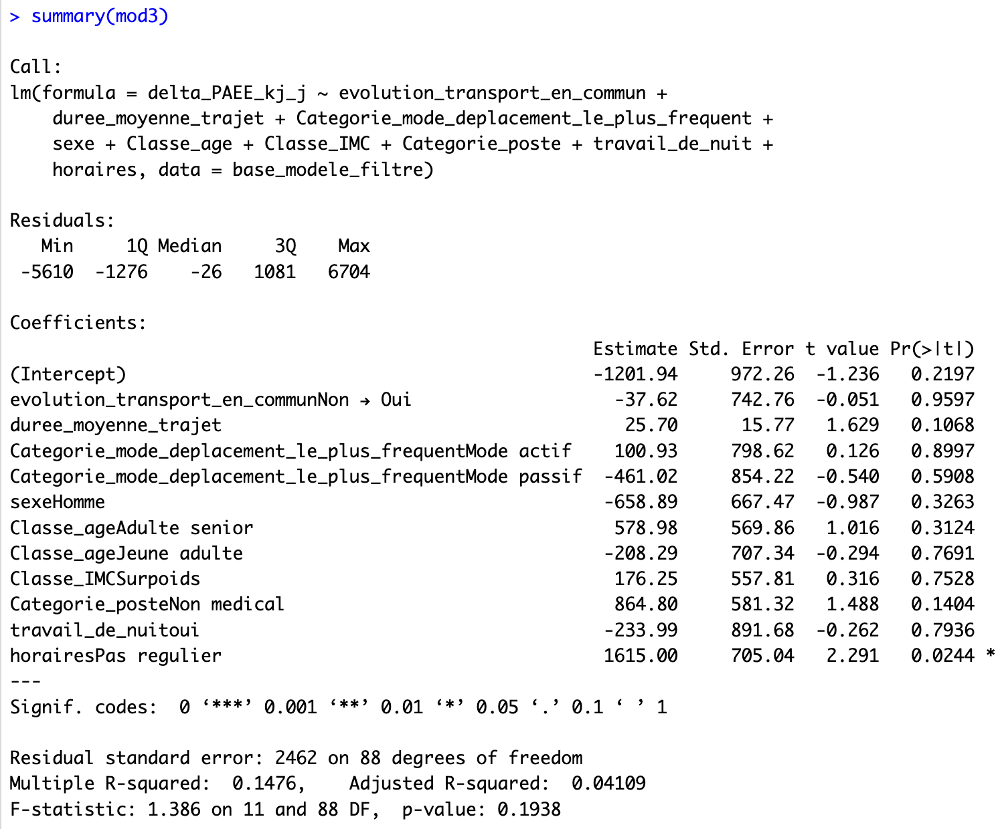 > summary(mod3)
Call:
lm(formula = delta_PAEE_kj_j ~ evolution_transport_en_commun +
    duree_moyenne_trajet + Categorie_mode_deplacement_le_plus_frequent +
    sexe + Classe_age + Classe_IMC + Categorie_poste + travail_de_nuit +
    horaires, data = base_modele_filtre)
Residuals:
   Min     1Q Median     3Q    Max
 -5610  -1276    -26   1081   6704
Coefficients:
                                                       Estimate Std. Error t value Pr(>|t|)
(Intercept)                                            -1201.94     972.26  -1.236   0.2197
evolution_transport_en_communNon → Oui                   -37.62     742.76  -0.051   0.9597
duree_moyenne_trajet                                      25.70      15.77   1.629   0.1068
Categorie_mode_deplacement_le_plus_frequentMode actif    100.93     798.62   0.126   0.8997
Categorie_mode_deplacement_le_plus_frequentMode passif  -461.02     854.22  -0.540   0.5908
sexeHomme                                               -658.89     667.47  -0.987   0.3263
Classe_ageAdulte senior                                  578.98     569.86   1.016   0.3124
Classe_ageJeune adulte                                  -208.29     707.34  -0.294   0.7691
Classe_IMCSurpoids                                       176.25     557.81   0.316   0.7528
Categorie_posteNon medical                               864.80     581.32   1.488   0.1404
travail_de_nuitoui                                      -233.99     891.68  -0.262   0.7936
horairesPas regulier                                    1615.00     705.04   2.291   0.0244 *
---
Signif. codes:  0 ‘***’ 0.001 ‘**’ 0.01 ‘*’ 0.05 ‘.’ 0.1 ‘ ’ 1
Residual standard error: 2462 on 88 degrees of freedom
Multiple R-squared:  0.1476,    Adjusted R-squared:  0.04109
F-statistic: 1.386 on 11 and 88 DF,  p-value: 0.1938